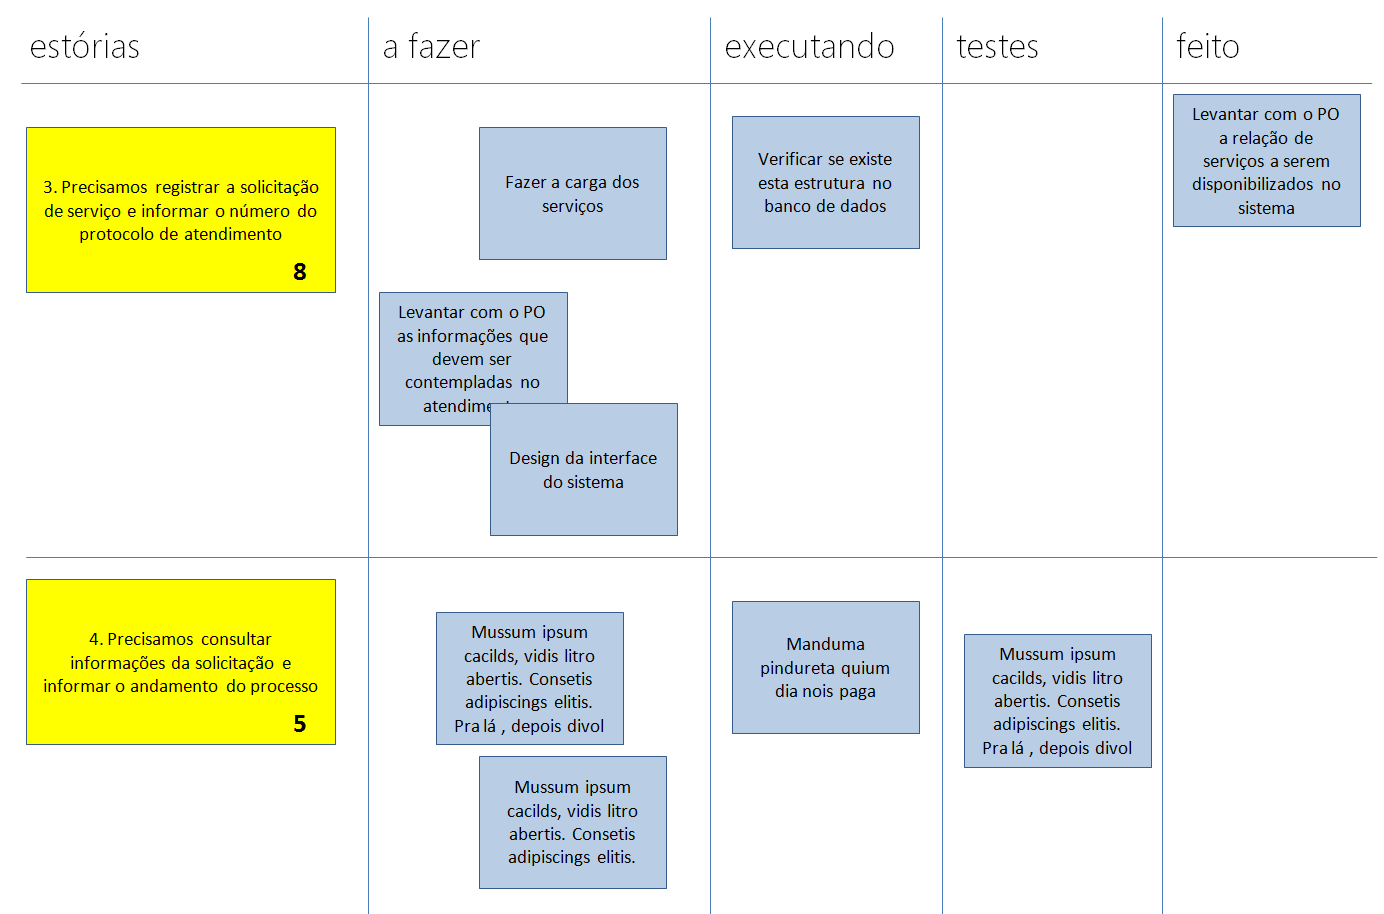 estórias
a fazer
executando
testes
feito
3. Precisamos registrar a solicitação
de serviço e informar o número do
protocolo de atendimento
8
Fazer a carga dos
serviços
Levantar com o PO
as informações que
devem ser
contempladas no
Design da interface
do sistema
Verificar se existe
esta estrutura no
banco de dados
Levantar com o PO
a relação de
serviços a serem
disponibilizados no
sistema
4. Precisamos consultar
informações da solicitação e
informar o andamento do processo
5
Mussum ipsum
cacilds, vidis litro
abertis. Consetis
adipiscings elitis.
Pra lá , depois divol
Mussum ipsum
cacilds, vidis litro
abertis. Consetis
adipiscings elitis.
Manduma
pindureta quium
dia nois paga
Mussum ipsum
cacilds, vidis litro
abertis. Consetis
adipiscings elitis.
Pra lá , depois divol